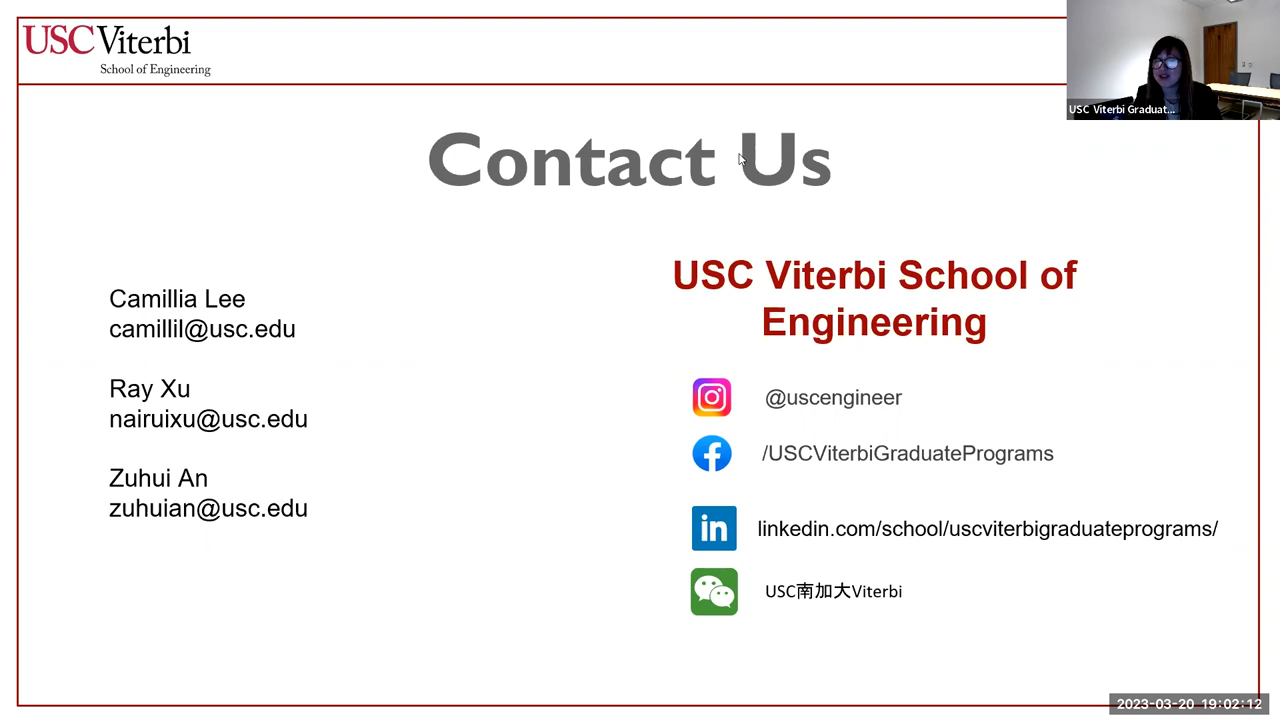 USC Viterbi
School of Engineering
USC Viterbi Graduat...
Contact Us
Camillia Lee
camillil@usc.edu
Ray Xu
nairuixu@usc.edu
Zuhui An
zuhuian@usc.edu
USC Viterbi School of
Engineering
@uscengineer
/USCViterbiGraduatePrograms
in
linkedin.com/school/uscviterbigraduateprograms/
USC南加大Viterbi
2023-03-20 19:02:12